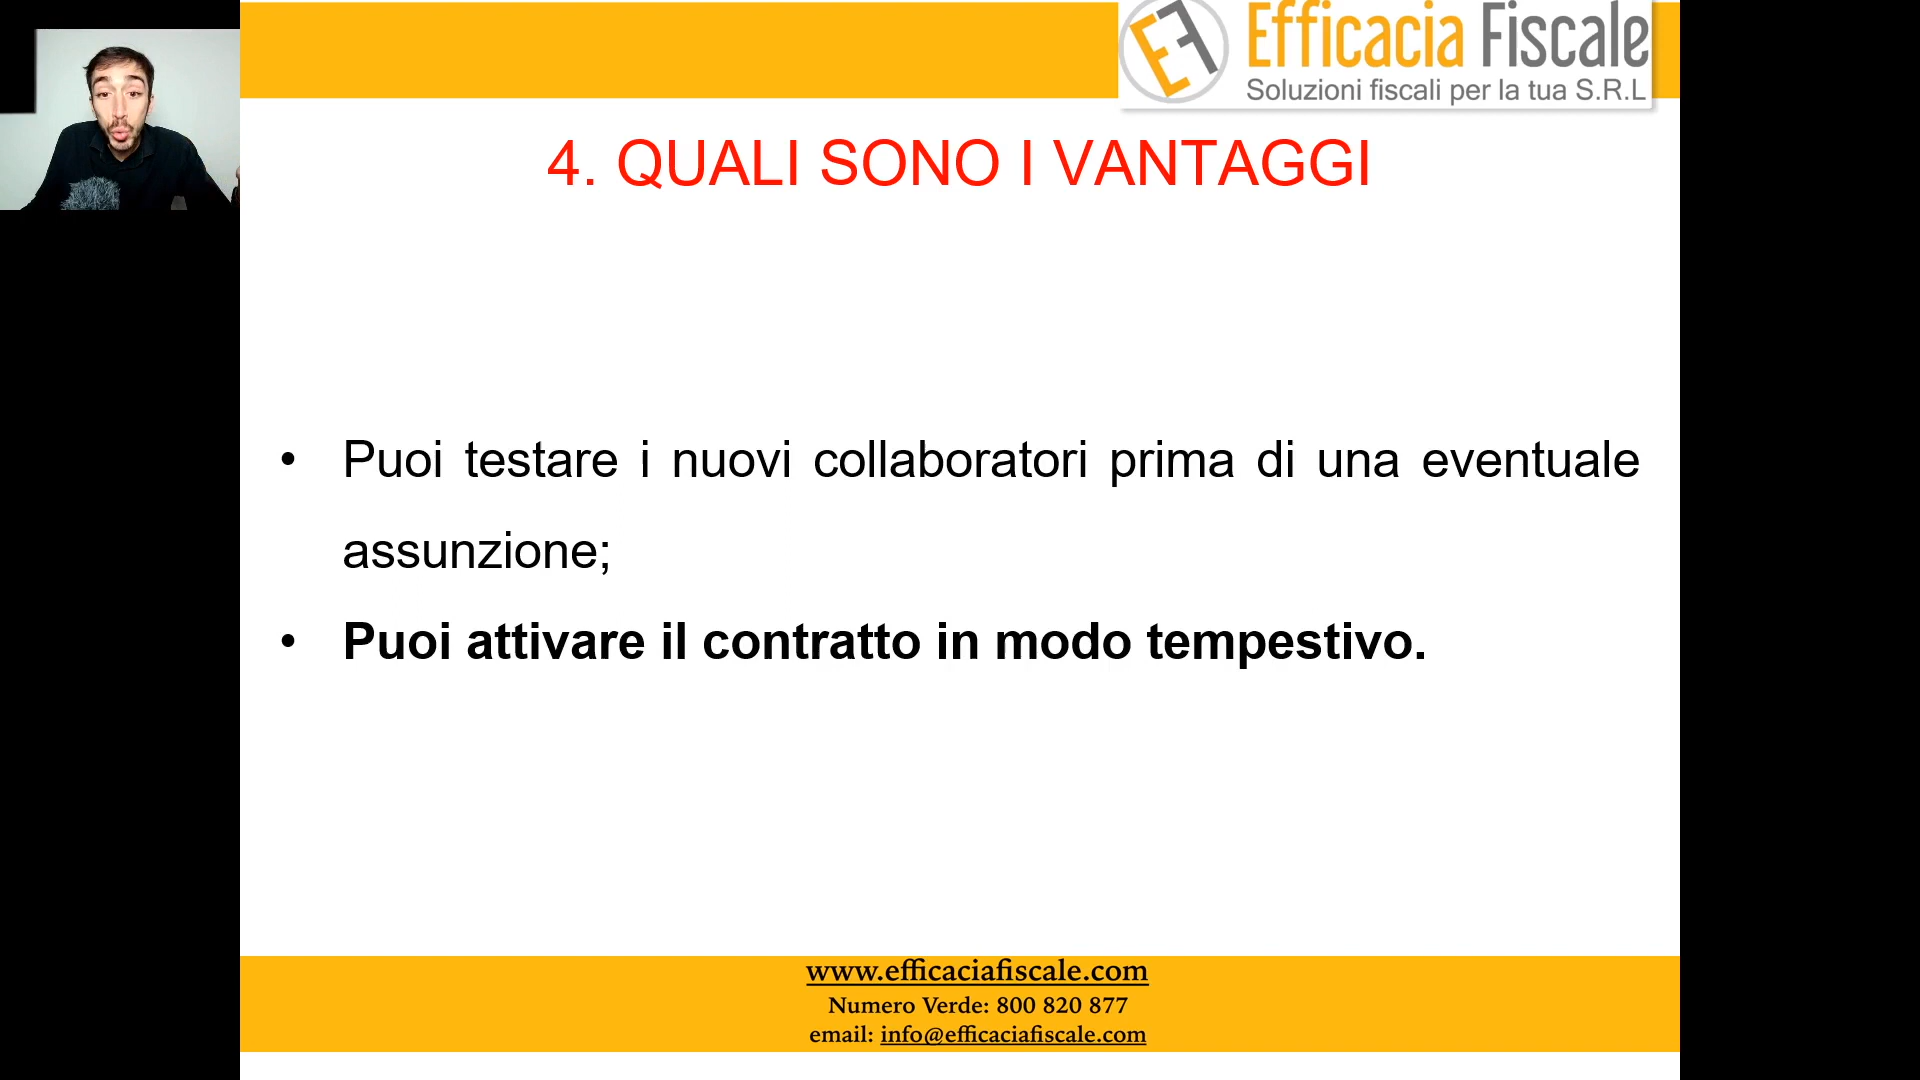 EF
Efficacia Fiscale
Soluzioni fiscali per la tua S.R.L
4. QUALI SONO I VANTAGGI
• Puoi testare i nuovi collaboratori prima di una eventuale
assunzione;
• Puoi attivare il contratto in modo tempestivo.
www.efficaciafiscale.com
Numero Verde: 800 820 877
email: info@efficaciafiscale.com